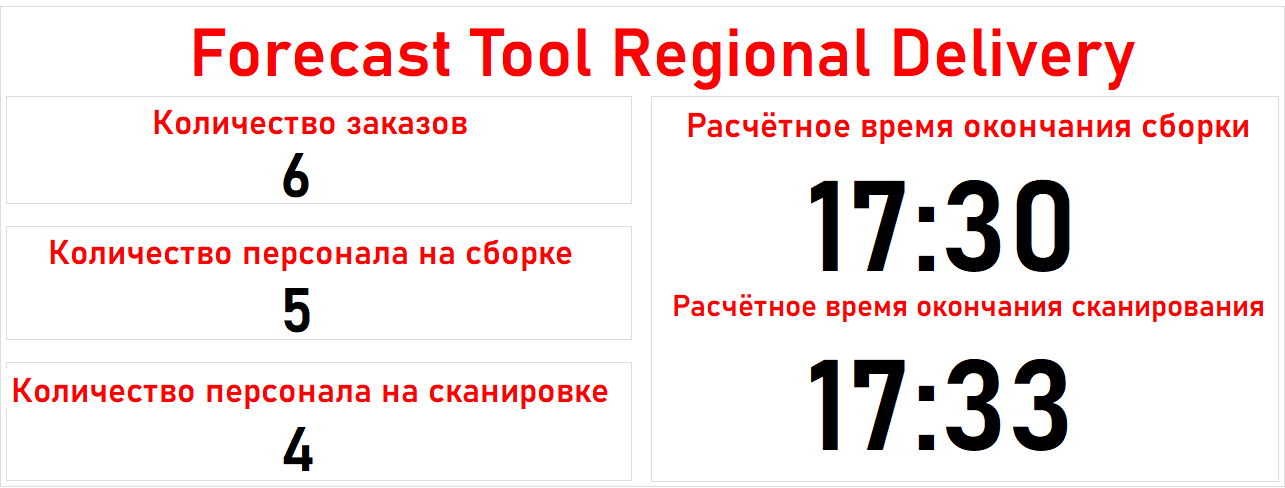 Forecast Tool Regional Delivery
Количество заказов
6
Количество персонала на сборке
5
Количество персонала на сканировке
4
Расчётное время окончания сборки
17:30
Расчётное время окончания сканирования
17:33